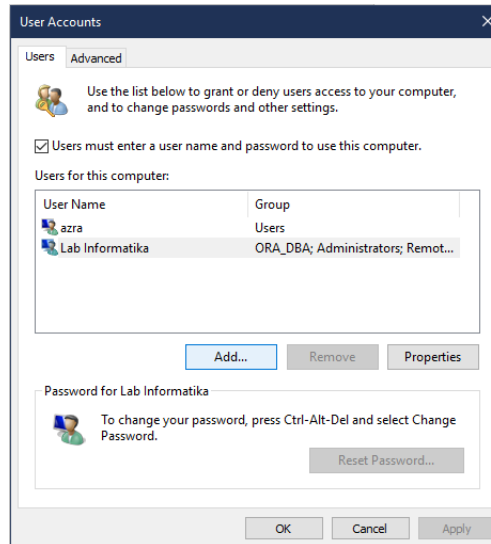 User Accounts
Users Advanced
Use the list below to grant or deny users access to your computer,
and to change passwords and other settings.
Users must enter a user name and password to use this computer.
Users for this computer:
User Name Group
azra Users
Lab Informatika ORA_DBA; Administrators; Remot...
Add... Remove Properties
Password for Lab Informatika
To change your password, press Ctrl-Alt-Del and select Change
Password.
Reset Password...
OK Cancel Apply